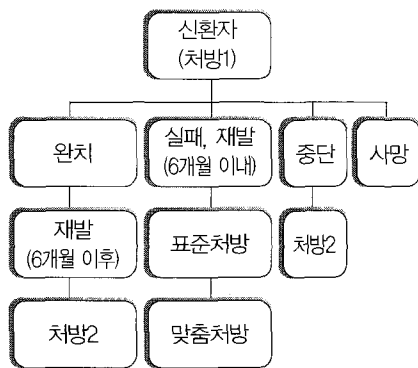 신환자
(처방1)
완치
실패, 재발
(6개월 이내)
중단
사망
재발
(6개월 이후)
표준처방
처방2
처방2
맞춤처방